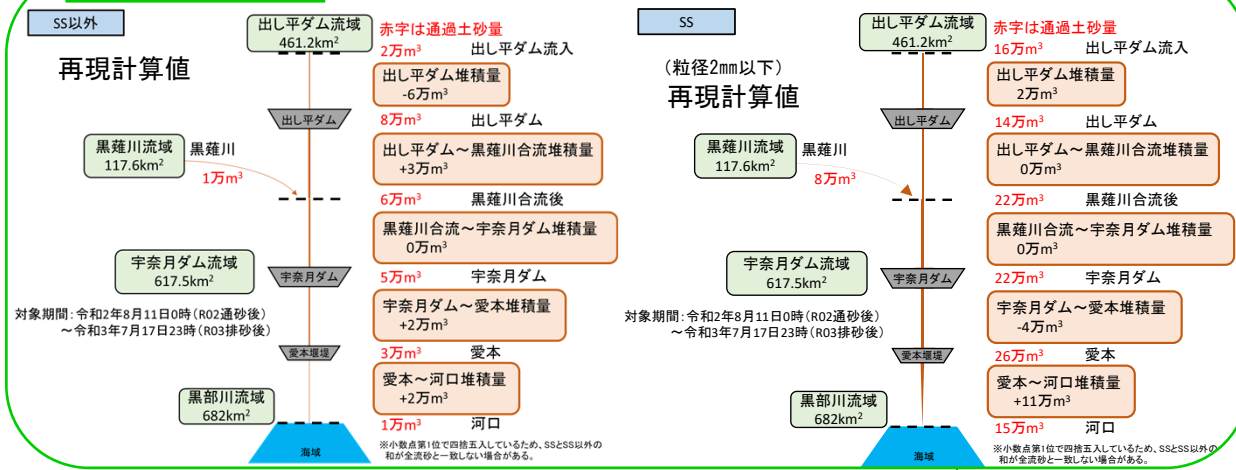 SS以外
再現計算値
出し平ダム流域
461.2km²
赤字は通過土砂量
2万m³ 出し平ダム流入
出し平ダム堆積量
-6万m³
出し平ダム
8万m³ 出し平ダム
黒薙川流域
117.6km²
黒薙川
1万m³
出し平ダム～黒薙川合流堆積量
+3万m³
6万m³ 黒薙川合流後
黒薙川合流～宇奈月ダム堆積量
0万m³
宇奈月ダム流域
617.5km²
宇奈月ダム
5万m³ 宇奈月ダム
対象期間:令和2年8月11日0時(R02通砂後)
～令和3年7月17日23時(R03排砂後)
宇奈月ダム～愛本堆積量
+2万m³
愛本堰堤
3万m³ 愛本
愛本～河口堆積量
+2万m³
黒部川流域
682km²
1万m³ 河口
海域
※小数点第1位で四捨五入しているため、SSとSS以外の
和が全流砂と一致しない場合がある。
SS
(粒径2mm以下)
再現計算値
出し平ダム流域
461.2km²
赤字は通過土砂量
16万m³ 出し平ダム流入
出し平ダム堆積量
2万m³
出し平ダム
14万m³ 出し平ダム
黒薙川流域
117.6km²
黒薙川
8万m³
出し平ダム～黒薙川合流堆積量
0万m³
22万m³ 黒薙川合流後
黒薙川合流～宇奈月ダム堆積量
0万m³
宇奈月ダム流域
617.5km²
宇奈月ダム
22万m³ 宇奈月ダム
対象期間:令和2年8月11日0時(R02通砂後)
～令和3年7月17日23時(R03排砂後)
宇奈月ダム～愛本堆積量
-4万m³
愛本堰堤
26万m³ 愛本
愛本～河口堆積量
+11万m³
黒部川流域
682km²
15万m³ 河口
海域
※小数点第1位で四捨五入しているため、SSとSS以外の
和が全流砂と一致しない場合がある。